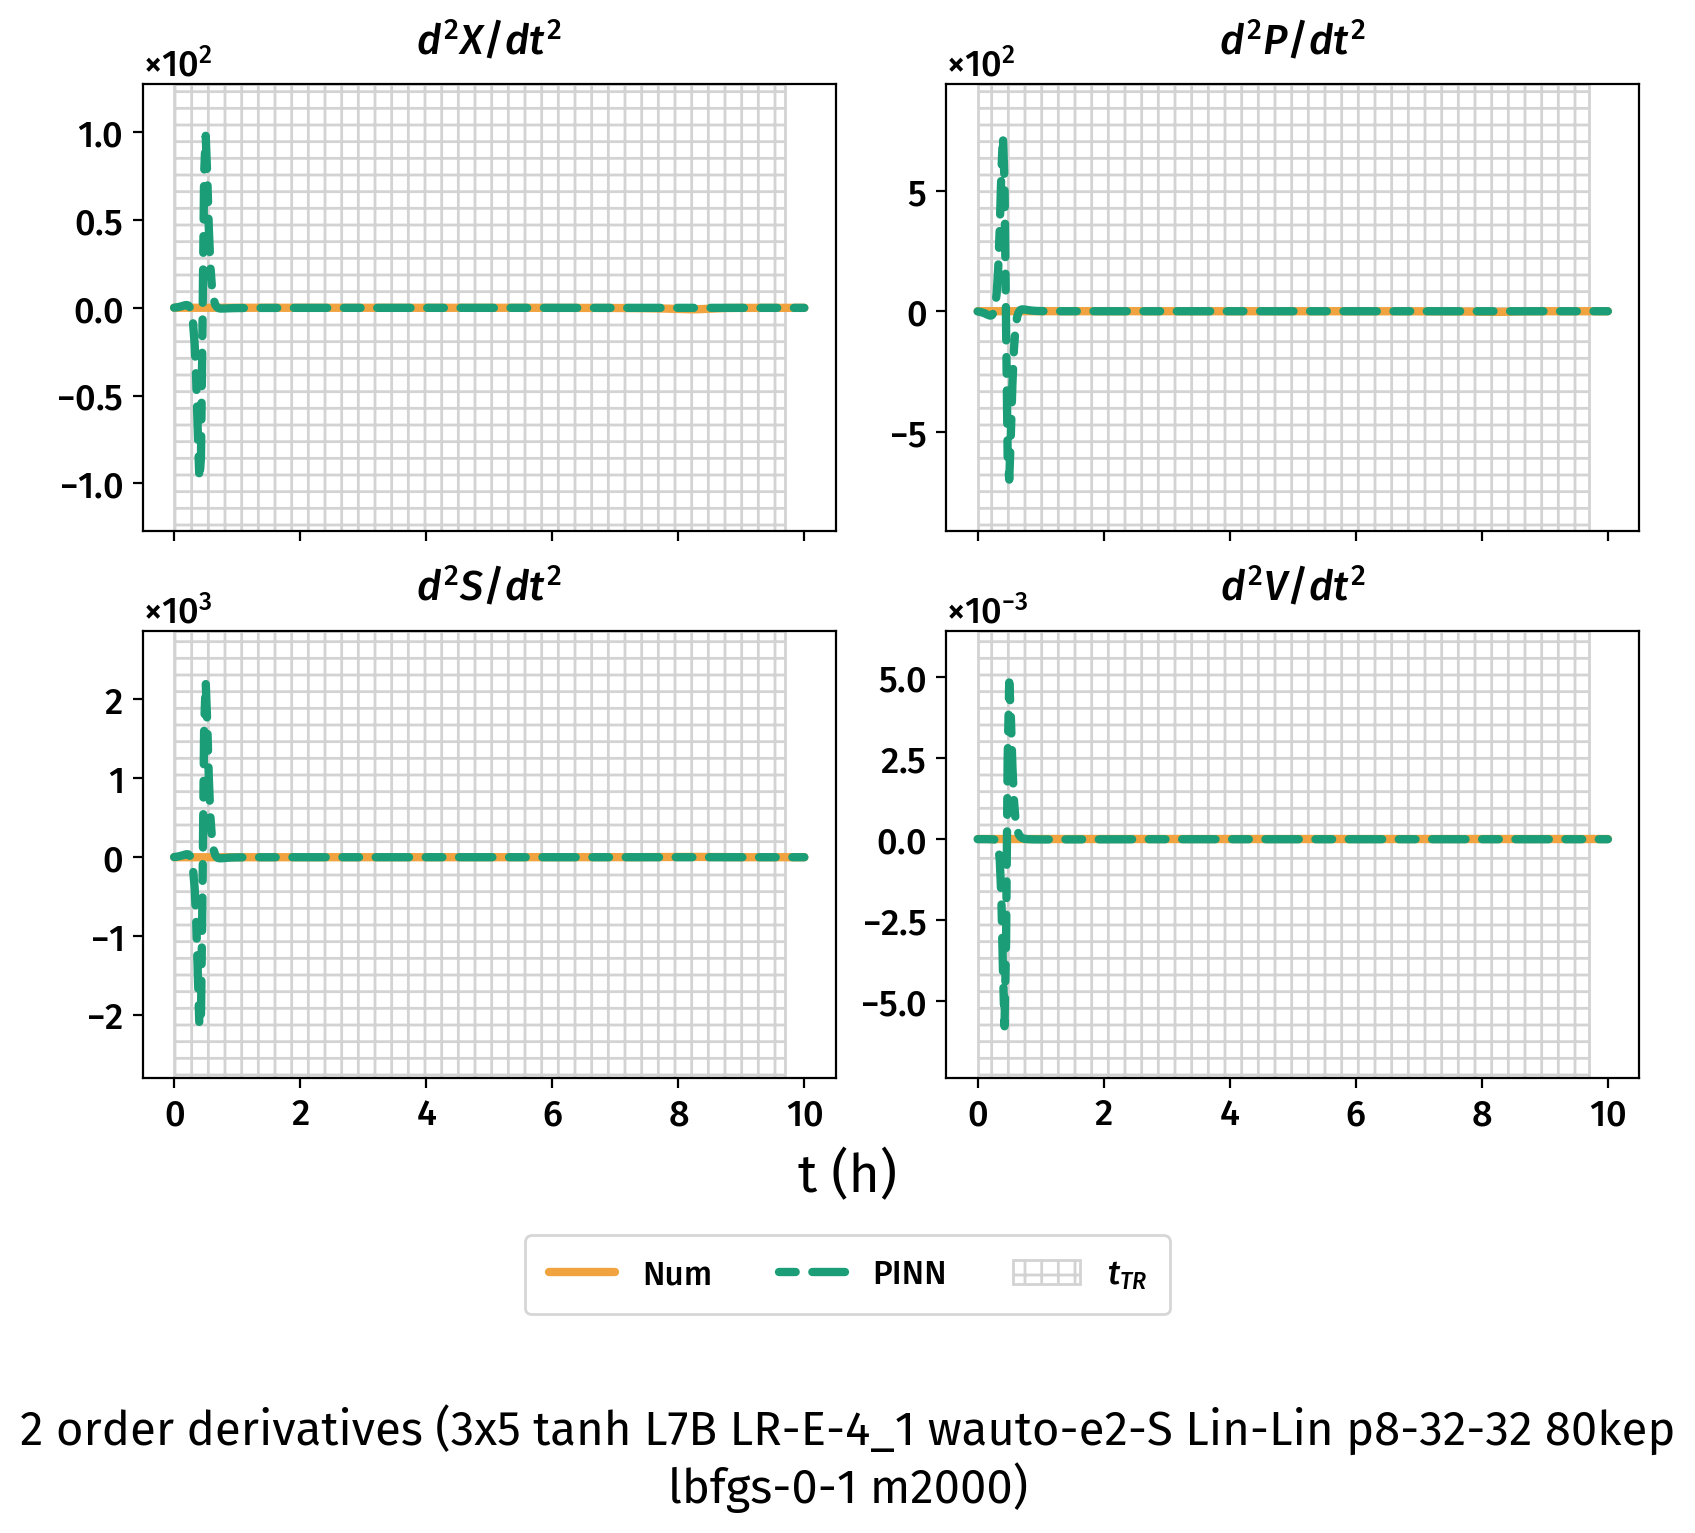 d²X/dt²
×10²
1.0
0.5
0.0
−0.5
−1.0
d²P/dt²
×10²
5
0
−5
d²S/dt²
×10³
2
1
0
−1
−2
0 2 4 6 8 10
d²V/dt²
×10⁻³
5.0
2.5
0.0
−2.5
−5.0
0 2 4 6 8 10
t (h)
Num PINN t_TR
2 order derivatives (3x5 tanh L7B LR-E-4_1 wauto-e2-S Lin-Lin p8-32-32 80kep
lbfgs-0-1 m2000)